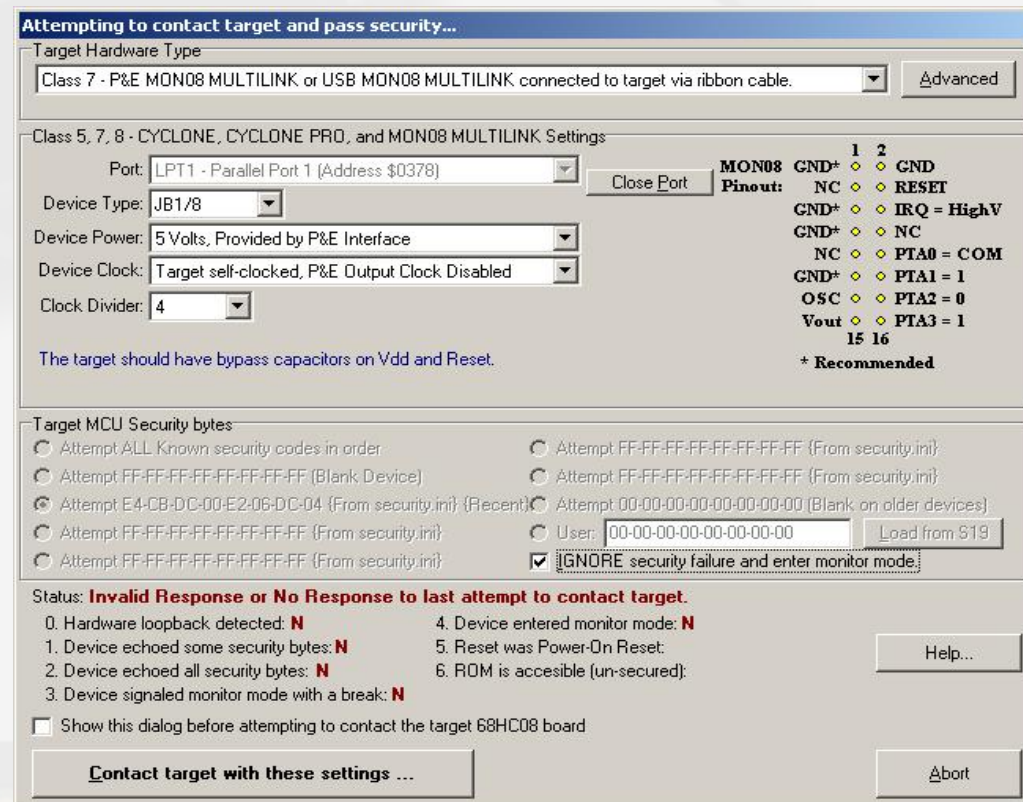 Attempting to contact target and pass security...
Target Hardware Type
Class 7 - P&E MON08 MULTILINK or USB MON08 MULTILINK connected to target via ribbon cable.
Advanced
Class 5, 7, 8 - CYCLONE, CYCLONE PRO, and MON08 MULTILINK Settings
Port: LPT1 - Parallel Port 1 (Address $0378)
Close Port
Device Type: JB1/8
Device Power: 5 Volts, Provided by P&E Interface
Device Clock: Target self-clocked, P&E Output Clock Disabled
Clock Divider: 4
The target should have bypass capacitors on Vdd and Reset.
1 2
MON08 GND* GND
Pinout: NC RESET
GND* IRQ = HighV
GND* NC
NC PTA0 = COM
GND* PTA1 = 1
OSC PTA2 = 0
Vout PTA3 = 1
15 16
* Recommended
Target MCU Security bytes
Attempt ALL Known security codes in order
Attempt FF-FF-FF-FF-FF-FF-FF-FF (Blank Device)
Attempt E4-CB-DC-00-E2-06-DC-04 {From security.ini} {Recent}
Attempt FF-FF-FF-FF-FF-FF-FF-FF {From security.ini}
Attempt FF-FF-FF-FF-FF-FF-FF-FF {From security.ini}
Attempt FF-FF-FF-FF-FF-FF-FF-FF {From security.ini}
Attempt FF-FF-FF-FF-FF-FF-FF-FF {From security.ini}
Attempt 00-00-00-00-00-00-00-00 (Blank on older devices)
User: 00-00-00-00-00-00-00-00
Load from S19
IGNORE security failure and enter monitor mode.
Status: Invalid Response or No Response to last attempt to contact target.
0. Hardware loopback detected: N
1. Device echoed some security bytes: N
2. Device echoed all security bytes: N
3. Device signaled monitor mode with a break: N
4. Device entered monitor mode: N
5. Reset was Power-On Reset:
6. ROM is accesible (un-secured):
Help...
Show this dialog before attempting to contact the target 68HC08 board
Contact target with these settings ...
Abort